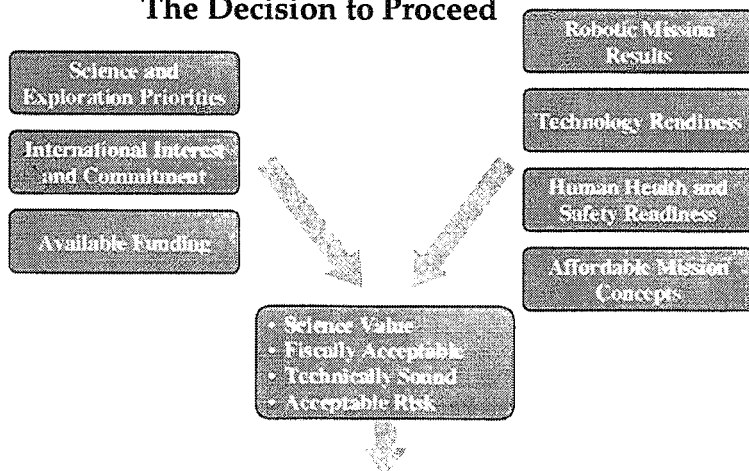 The Decision to Proceed
Science and
Exploration Priorities
International Interest
and Commitment
Available Funding
Robotic Mission
Results
Technology Readiness
Human Health and
Safety Readiness
Affordable Mission
Concepts
• Science Value
• Fiscally Acceptable
• Technically Sound
• Acceptable Risk